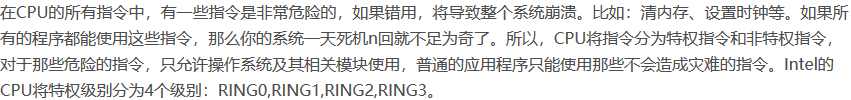 在CPU的所有指令中，有一些指令是非常危险的，如果错用，将导致整个系统崩溃。比如：清内存、设置时钟等。如果所
有的程序都能使用这些指令，那么你的系统一天死机n回就不足为奇了。所以，CPU将指令分为特权指令和非特权指令，
对于那些危险的指令，只允许操作系统及其相关模块使用，普通的应用程序只能使用那些不会造成灾难的指令。Intel的
CPU将特权级别分为4个级别：RING0,RING1,RING2,RING3。